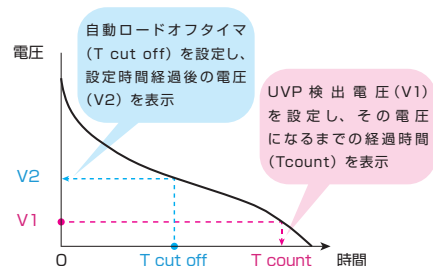 自動ロードオフタイマ
(T cut off) を設定し、
設定時間経過後の電圧
(V2) を表示
電圧
UVP検出電圧(V1)
を設定し、その電圧
になるまでの経過時間
(Tcount) を表示
V2
V1
O
T cut off
T count
時間